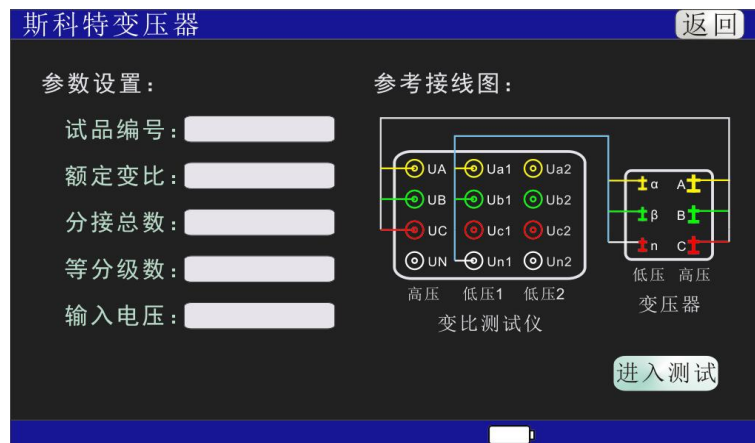 斯科特变压器 返回
参数设置： 参考接线图：
试品编号：
额定变比：
分接总数：
等分级数：
输入电压：
UA Ua1 Ua2
UB Ub1 Ub2
UC Uc1 Uc2
UN Un1 Un2
高压 低压1 低压2
变比测试仪
α A
β B
n C
低压 高压
变压器
进入测试